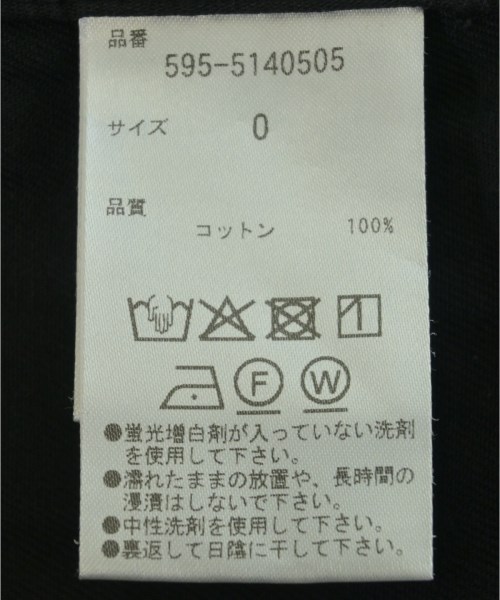 品番
595-5140505
サイズ 0
品質
コットン 100%
F W
●蛍光増白剤が入っていない洗剤
を使用して下さい。
●濡れたままの放置や、長時間の
浸漬はしないで下さい。
●中性洗剤を使用して下さい。
●裏返して日陰に干して下さい。